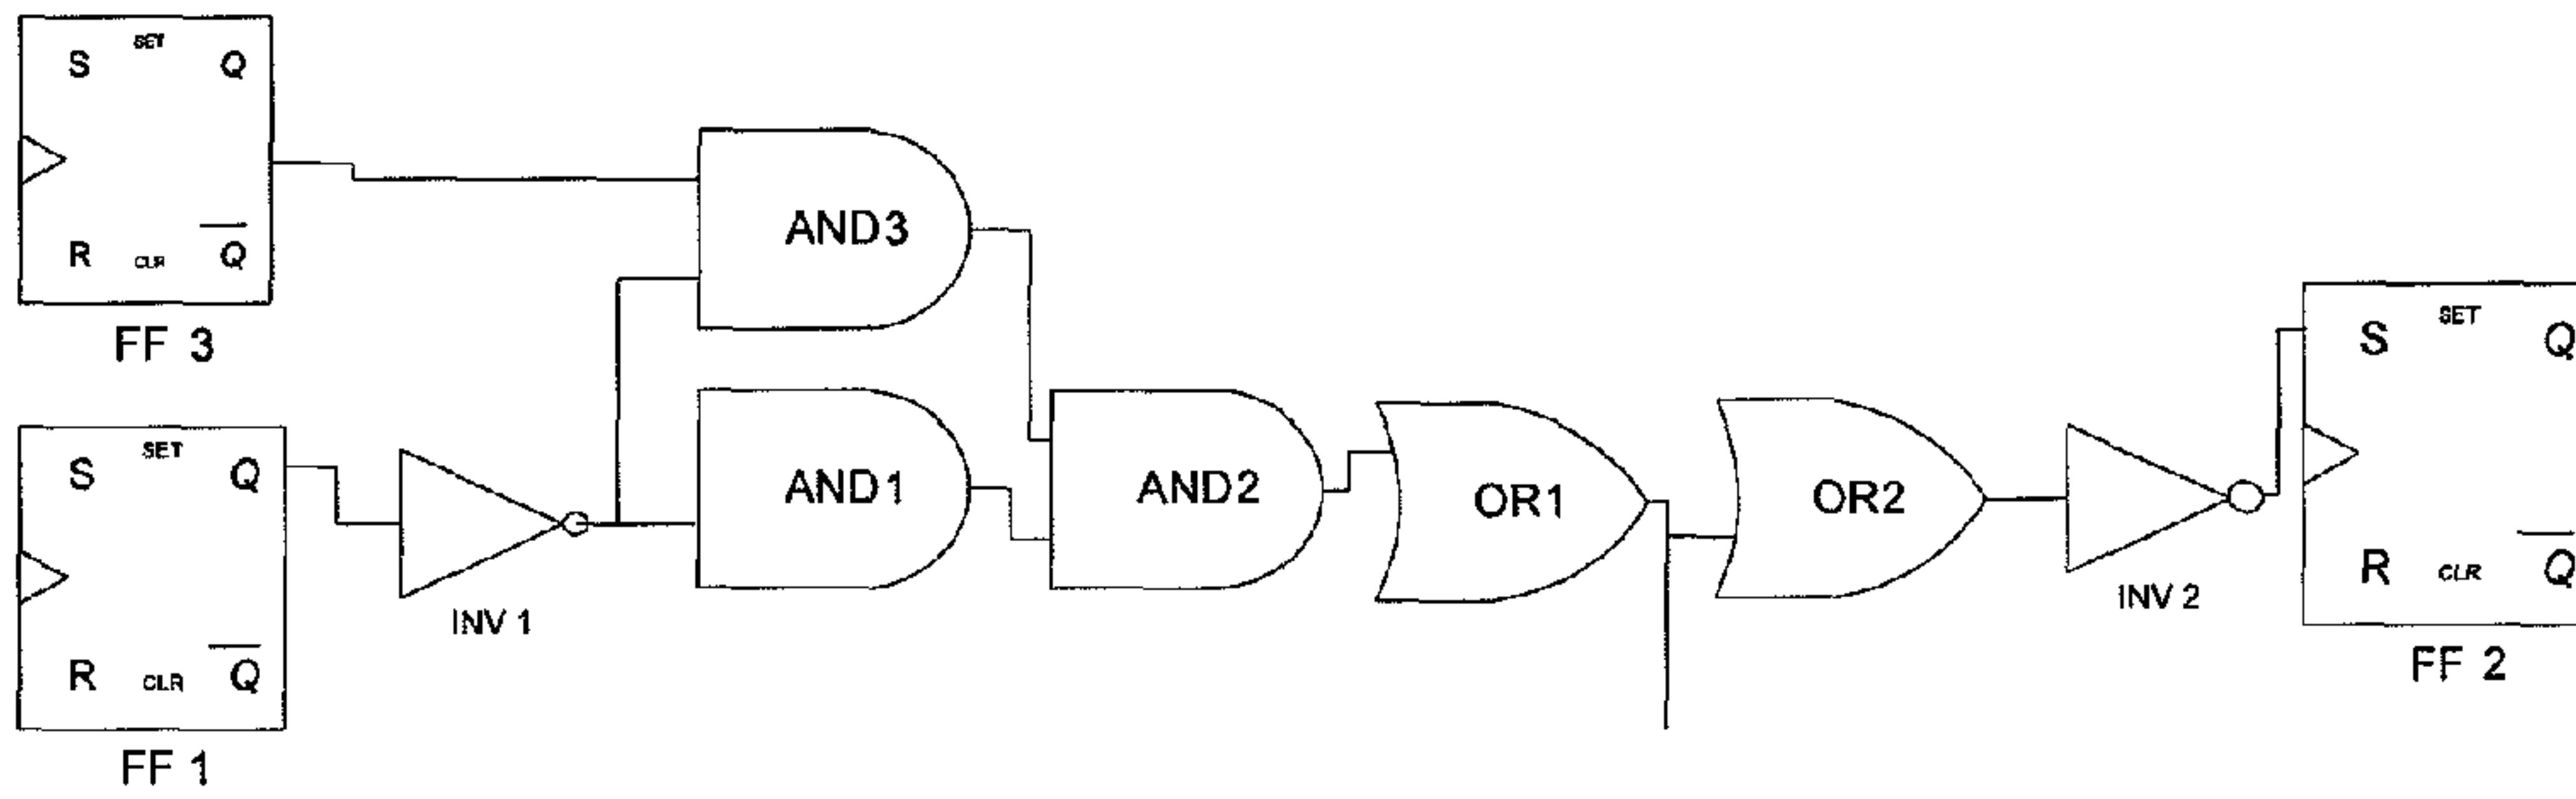 S SET Q
R CLR Q
FF 3
AND3
S SET Q
R CLR Q
FF 1
INV 1
AND1
AND2
OR1
OR2
INV 2
S SET Q
R CLR Q
FF 2